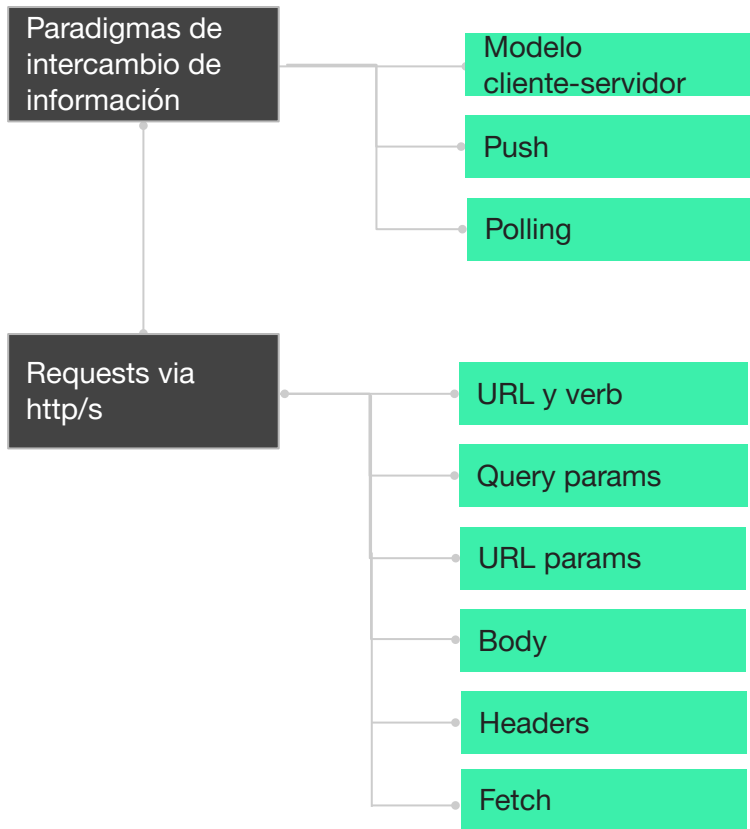 Paradigmas de
intercambio de
información
Modelo
cliente-servidor
Push
Polling
Requests via
http/s
URL y verb
Query params
URL params
Body
Headers
Fetch